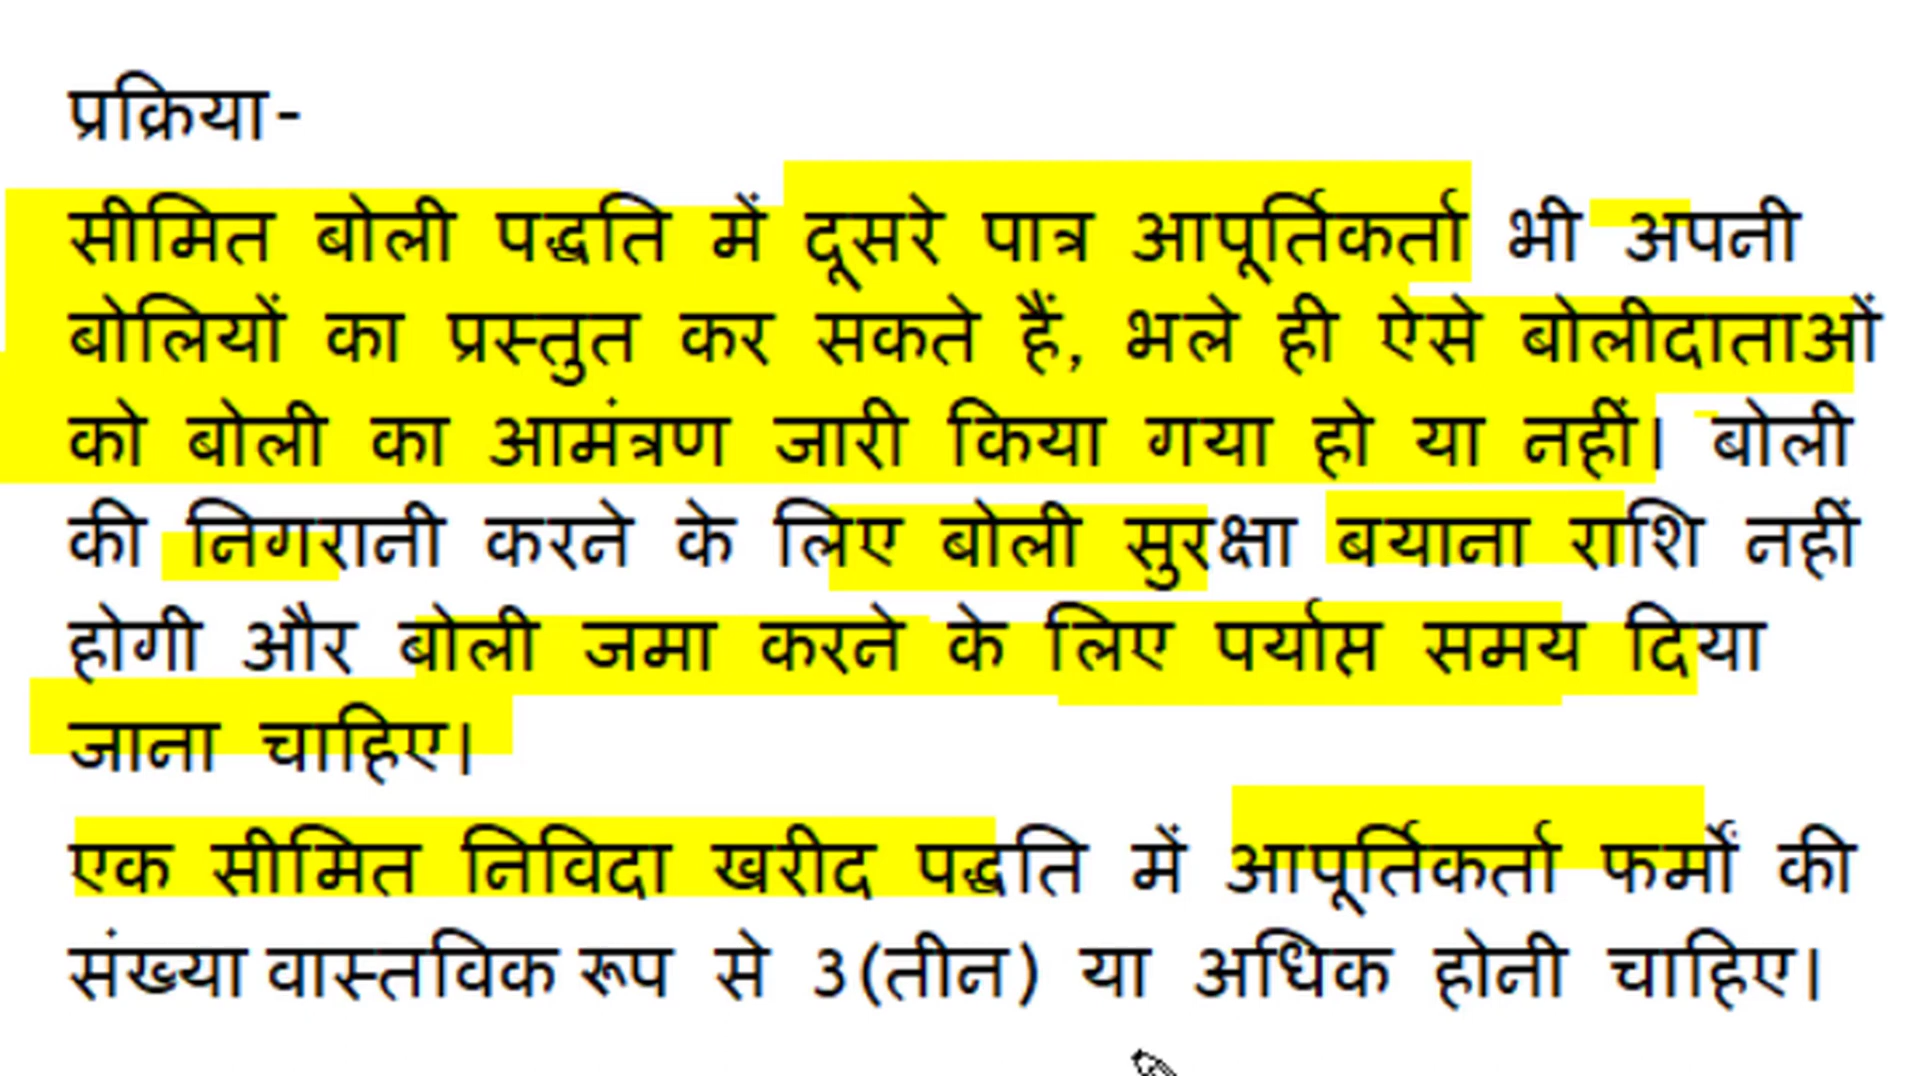 प्रक्रिया-
सीमित बोली पद्धति में दूसरे पात्र आपूर्तिकर्ता भी अपनी
बोलियों का प्रस्तुत कर सकते हैं, भले ही ऐसे बोलीदाताओं
को बोली का आमंत्रण जारी किया गया हो या नहीं। बोली
की निगरानी करने के लिए बोली सुरक्षा बयाना राशि नहीं
होगी और बोली जमा करने के लिए पर्याप्त समय दिया
जाना चाहिए।
एक सीमित निविदा खरीद पद्धति में आपूर्तिकर्ता फर्मों की
संख्या वास्तविक रूप से 3(तीन) या अधिक होनी चाहिए।